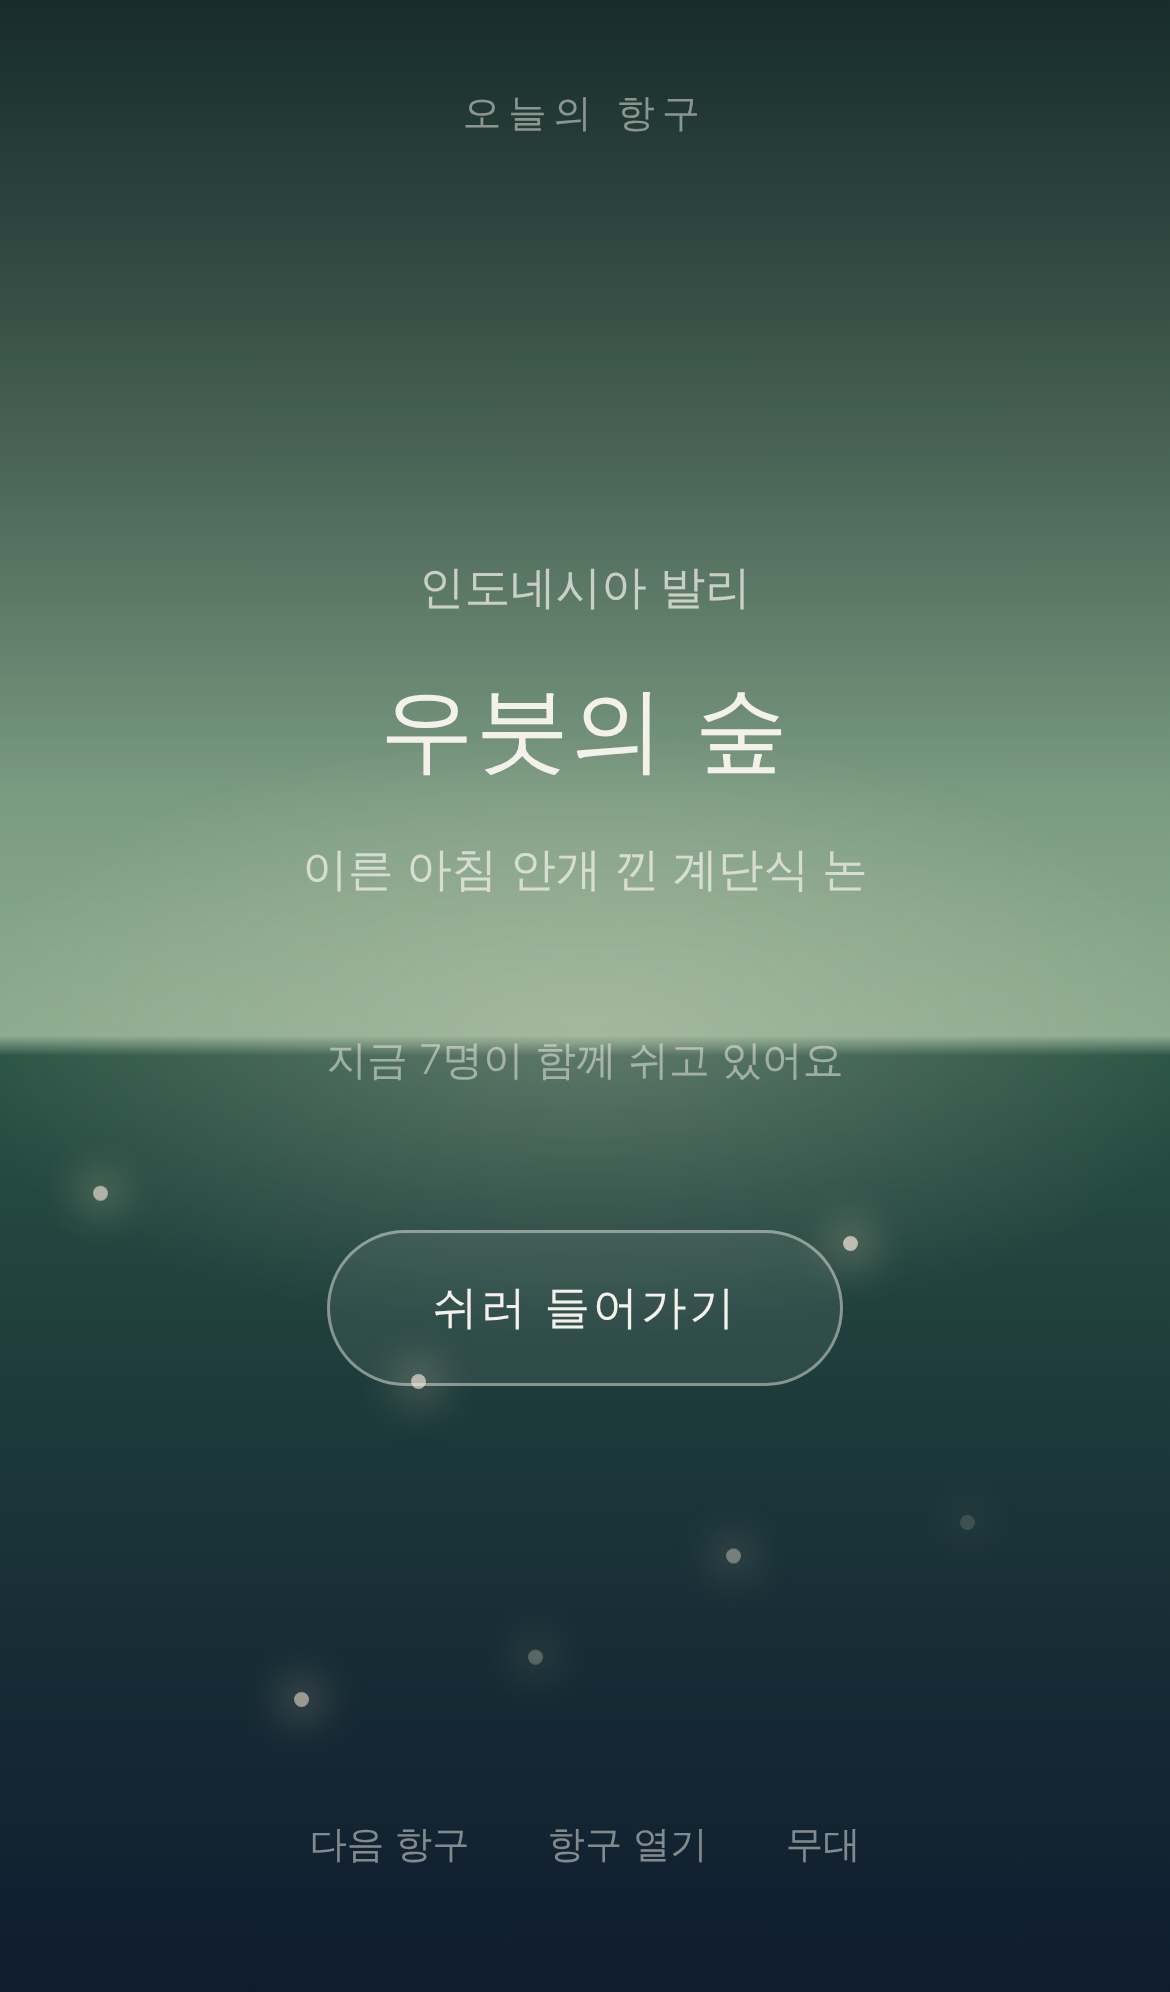 오늘의 항구
인도네시아 발리
우붓의 숲
이른 아침 안개 낀 계단식 논
지금 7명이 함께 쉬고 있어요
쉬러 들어가기
다음 항구 항구 열기 무대